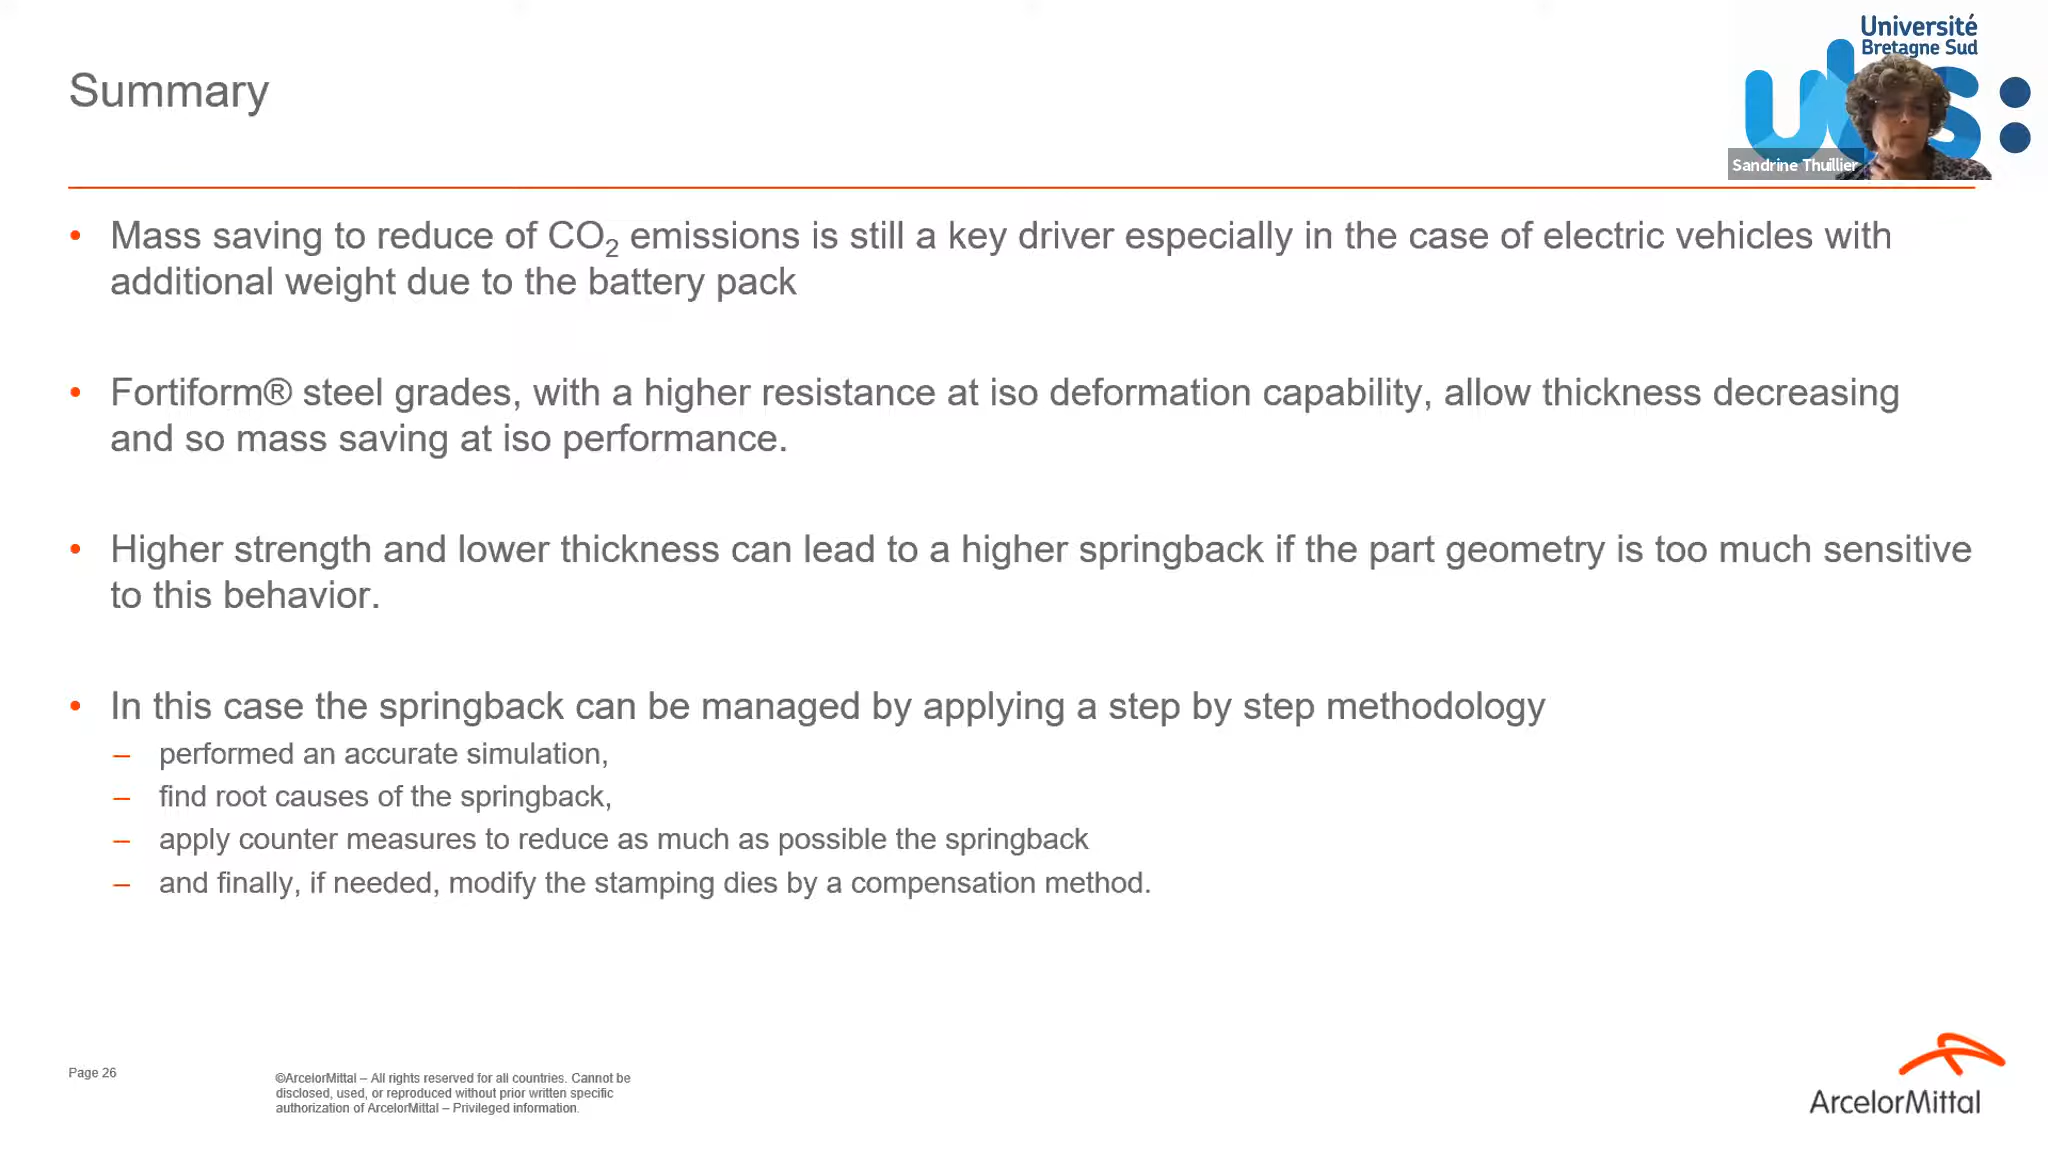 Université
Bretagne Sud
Summary
ubs:
Sandrine Thuillier
• Mass saving to reduce of CO₂ emissions is still a key driver especially in the case of electric vehicles with
additional weight due to the battery pack
• Fortiform® steel grades, with a higher resistance at iso deformation capability, allow thickness decreasing
and so mass saving at iso performance.
• Higher strength and lower thickness can lead to a higher springback if the part geometry is too much sensitive
to this behavior.
• In this case the springback can be managed by applying a step by step methodology
– performed an accurate simulation,
– find root causes of the springback,
– apply counter measures to reduce as much as possible the springback
– and finally, if needed, modify the stamping dies by a compensation method.
Page 26
©ArcelorMittal – All rights reserved for all countries. Cannot be
disclosed, used, or reproduced without prior written specific
authorization of ArcelorMittal – Privileged information.
ArcelorMittal